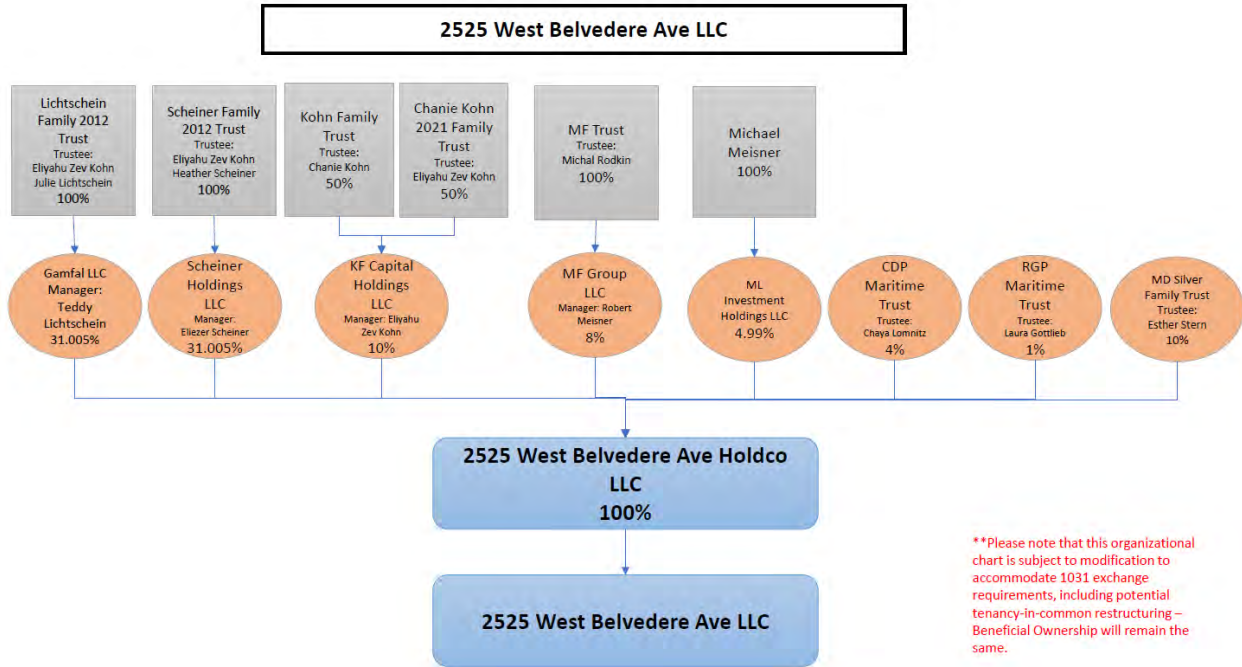 2525 West Belvedere Ave LLC
Lichtschein
Family 2012
Trust
Trustee:
Eliyahu Zev Kohn
Julie Lichtschein
100%
Scheiner Family
2012 Trust
Trustee:
Eliyahu Zev Kohn
Heather Scheiner
100%
Kohn Family
Trust
Trustee:
Chanie Kohn
50%
Chanie Kohn
2021 Family
Trust
Trustee:
Eliyahu Zev Kohn
50%
MF Trust
Trustee:
Michal Rodkin
100%
Michael
Meisner
100%
Gamfal LLC
Manager:
Teddy
Lichtschein
31.005%
Scheiner
Holdings
LLC
Manager:
Eliezer Scheiner
31.005%
KF Capital
Holdings
LLC
Manager: Eliyahu
Zev Kohn
10%
MF Group
LLC
Manager: Robert
Meisner
8%
ML
Investment
Holdings LLC
4.99%
CDP
Maritime
Trust
Trustee:
Chaya Lomnitz
4%
RGP
Maritime
Trust
Trustee:
Laura Gottlieb
1%
MD Silver
Family Trust
Trustee:
Esther Stern
10%
2525 West Belvedere Ave Holdco
LLC
100%
2525 West Belvedere Ave LLC
**Please note that this organizational
chart is subject to modification to
accommodate 1031 exchange
requirements, including potential
tenancy-in-common restructuring –
Beneficial Ownership will remain the
same.